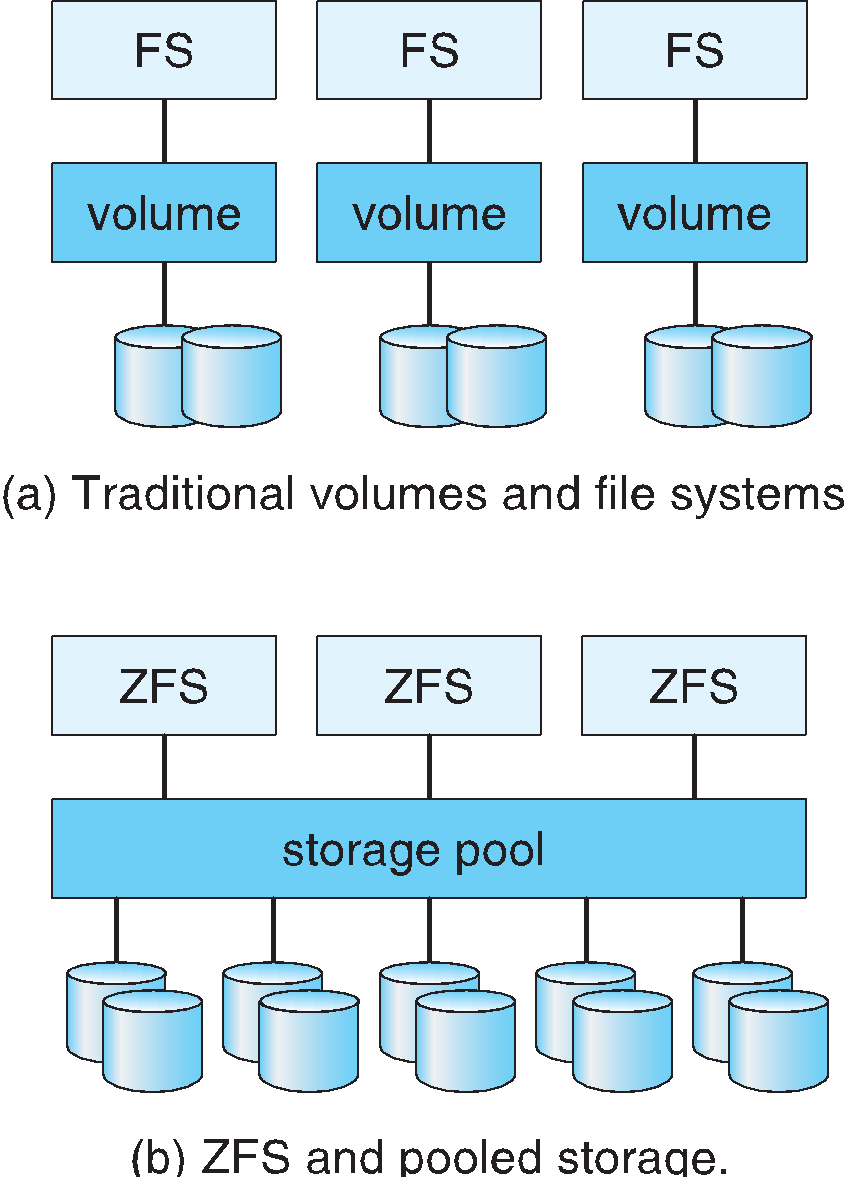 FS FS FS
volume volume volume
(a) Traditional volumes and file systems
ZFS ZFS ZFS
storage pool
(b) ZFS and pooled storage.